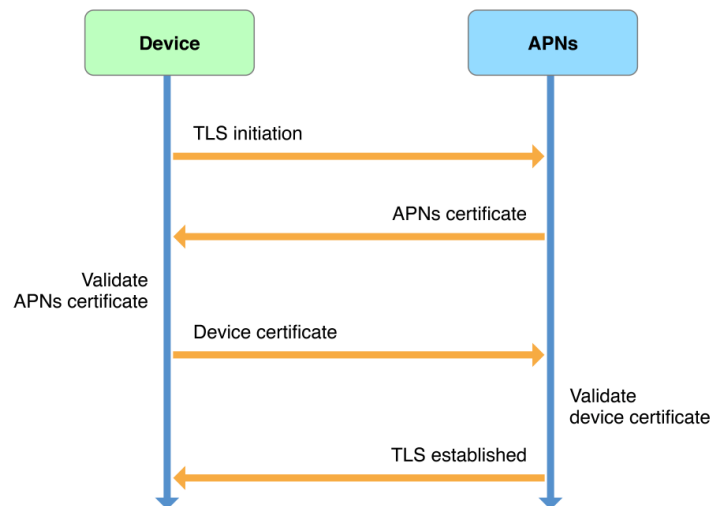 Device
APNs
TLS initiation
APNs certificate
Validate
APNs certificate
Device certificate
Validate
device certificate
TLS established